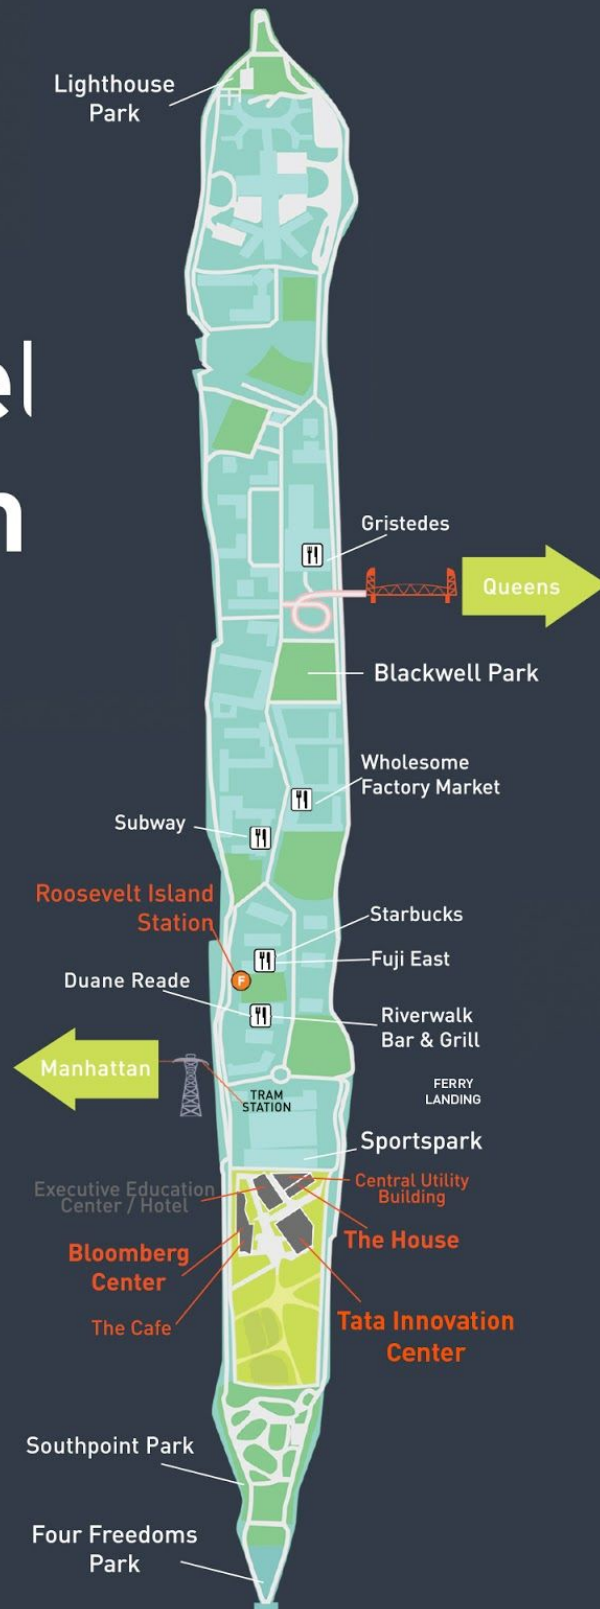 Lighthouse
Park
el
n
Gristedes
Queens
Blackwell Park
Wholesome
Factory Market
Subway
Roosevelt Island
Station
Starbucks
Fuji East
F
Duane Reade
Riverwalk
Bar & Grill
Manhattan
TRAM
STATION
FERRY
LANDING
Sportspark
Executive Education
Center / Hotel
Central Utility
Building
The House
Bloomberg
Center
The Cafe
Tata Innovation
Center
Southpoint Park
Four Freedoms
Park